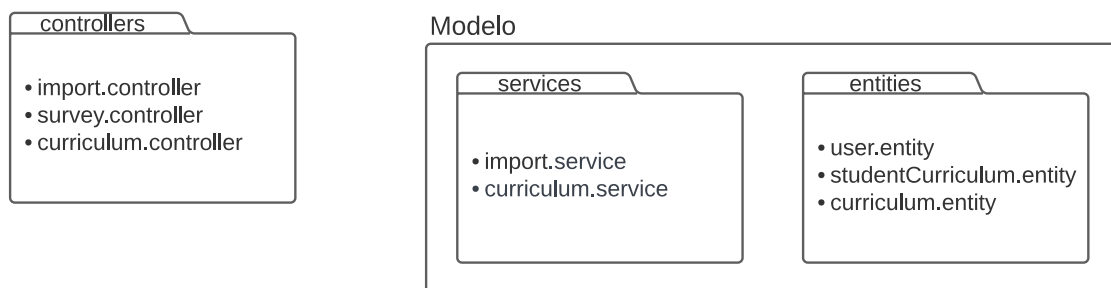 controllers
• import.controller
• survey.controller
• curriculum.controller
Modelo
services
• import.service
• curriculum.service
entities
• user.entity
• studentCurriculum.entity
• curriculum.entity